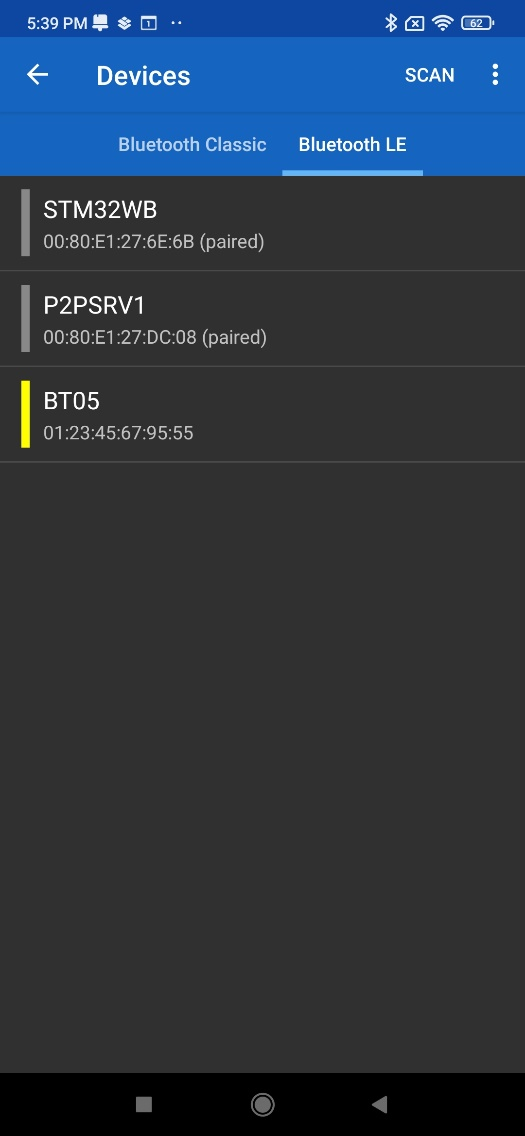 5:39 PM 1 62
Devices SCAN
Bluetooth Classic Bluetooth LE
STM32WB
00:80:E1:27:6E:6B (paired)
P2PSRV1
00:80:E1:27:DC:08 (paired)
BT05
01:23:45:67:95:55